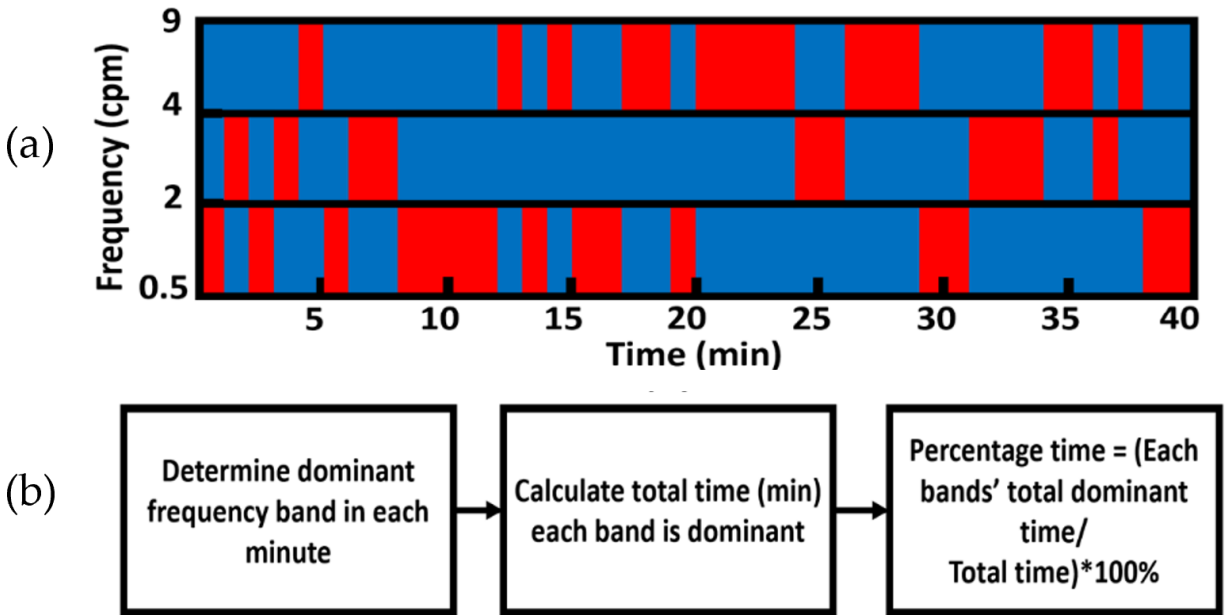 (a)
Frequency (cpm)
9
4
2
0.5
5 10 15 20 25 30 35 40
Time (min)
(b)
Determine dominant
frequency band in each
minute
Calculate total time (min)
each band is dominant
Percentage time = (Each
bands’ total dominant
time/
Total time)*100%